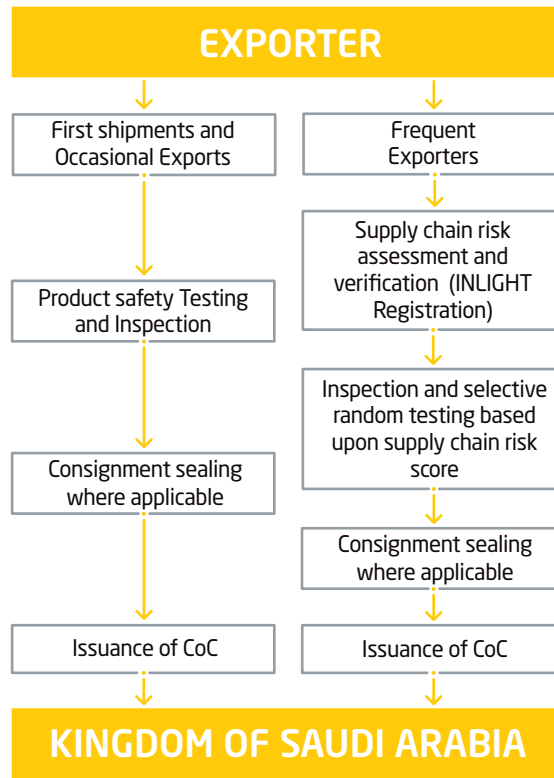 EXPORTER
First shipments and
Occasional Exports
Product safety Testing
and Inspection
Consignment sealing
where applicable
Issuance of CoC
Frequent
Exporters
Supply chain risk
assessment and
verification (INLIGHT
Registration)
Inspection and selective
random testing based
upon supply chain risk
score
Consignment sealing
where applicable
Issuance of CoC
KINGDOM OF SAUDI ARABIA